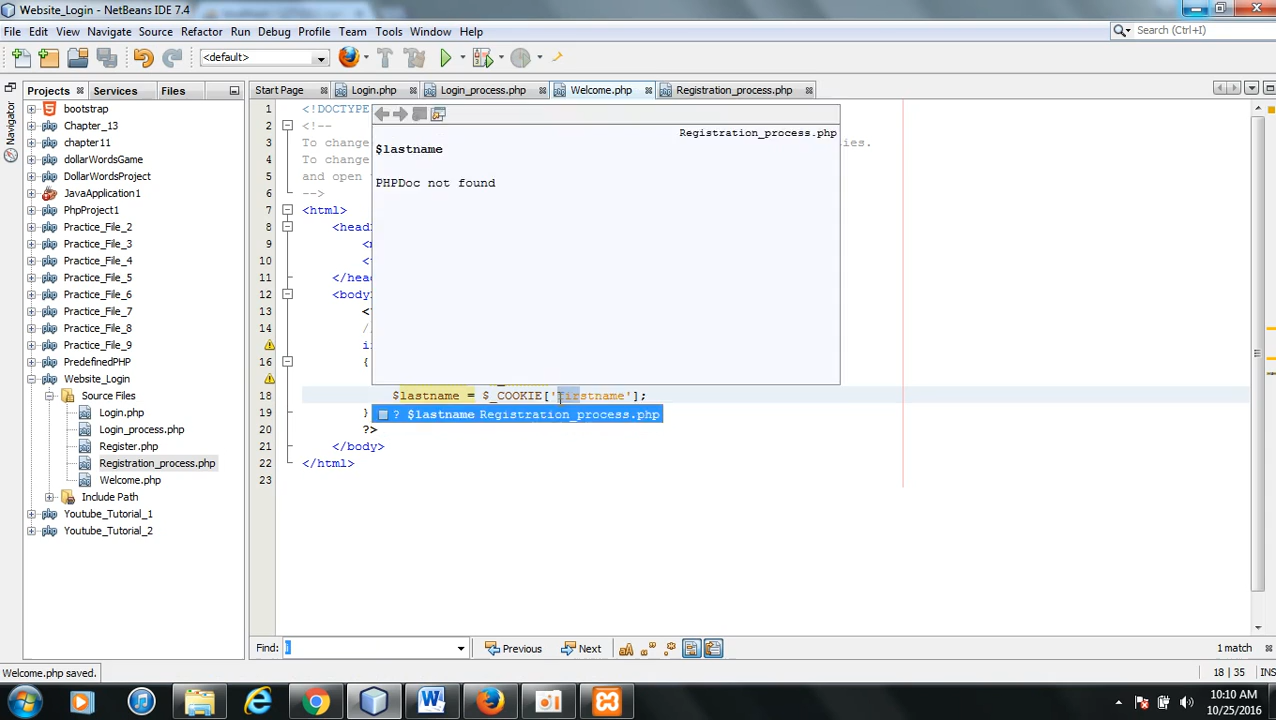 Website_Login - NetBeans IDE 7.4
File Edit View Navigate Source Refactor Run Debug Profile Team Tools Window Help
Search (Ctrl+I)
<default>
Projects Services Files
Start Page Login.php Login_process.php Welcome.php Registration_process.php
Navigator
bootstrap
Chapter_13
chapter11
dollarWordsGame
DollarWordsProject
JavaApplication1
PhpProject1
Practice_File_2
Practice_File_3
Practice_File_4
Practice_File_5
Practice_File_6
Practice_File_7
Practice_File_8
Practice_File_9
PredefinedPHP
Website_Login
Source Files
Login.php
Login_process.php
Register.php
Registration_process.php
Welcome.php
Include Path
Youtube_Tutorial_1
Youtube_Tutorial_2
1 <!DOCTYPE
2 <!--
3 To change ies.
4 To change
5 and open
6 -->
7 <html>
8 <head
9 <
10 <
11 </hea
12 <body
13 <
14 /
i
16 {
18 $lastname = $_COOKIE['firstname'];
19 }
20 ?>
21 </body>
22 </html>
23
Registration_process.php
$lastname
PHPDoc not found
? $lastname Registration_process.php
Find: Previous Next 1 match
Welcome.php saved. 18 | 35 INS
10:10 AM
10/25/2016